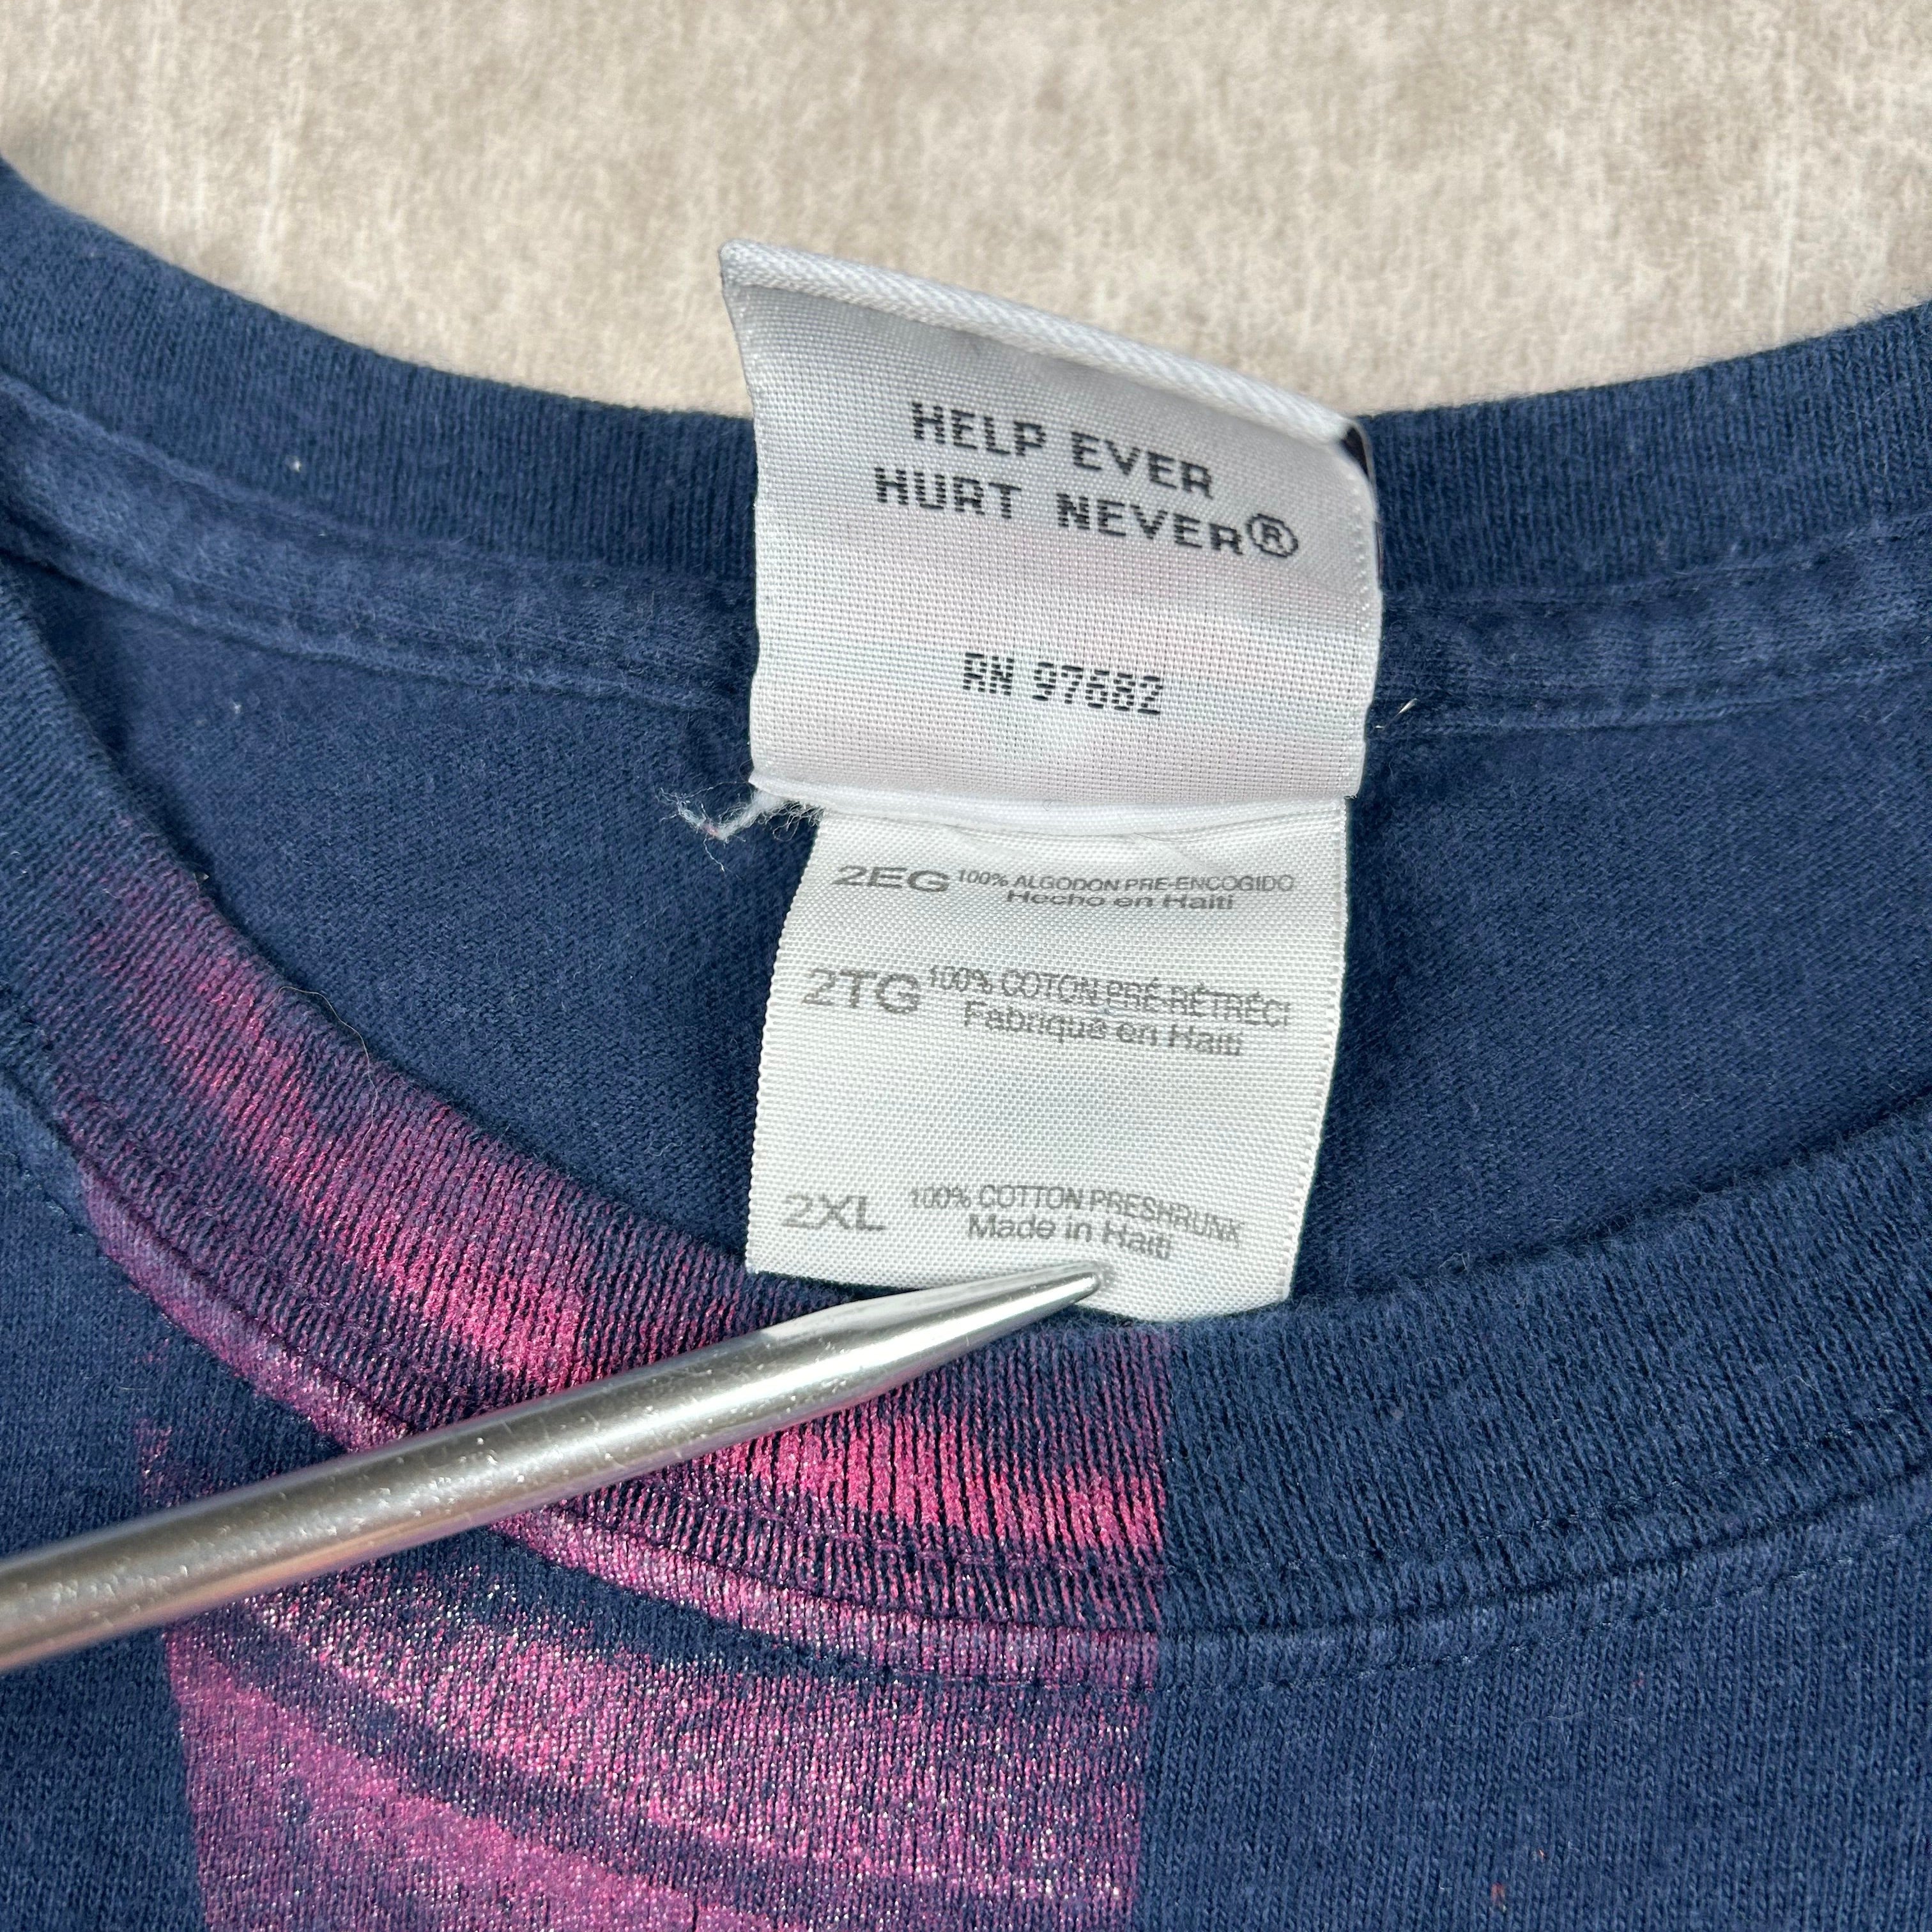 HELP EVER
HURT NEVER®
RN 97682
2EG 100% ALGODON PRE-ENCOGIDO
Hecho en Haiti
2TG 100% COTON PRÉ-RÉTRÉCI
Fabriqué en Haiti
2XL 100% COTTON PRESHRUNK
Made in Haiti